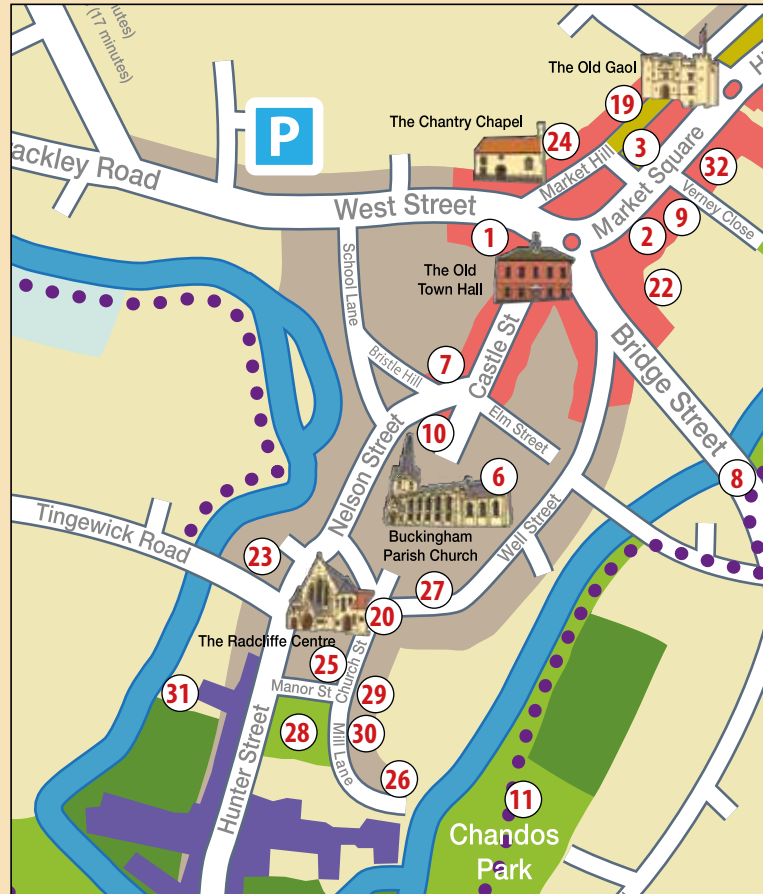 nutes)
(17 minutes)
The Old Gaol
19
P
The Chantry Chapel
24
3
Market Hill
32
ackley Road
Market Square
West Street
Verney Close
9
1
2
School Lane
The Old
Town Hall
22
Castle St
Bridge Street
7
Bristle Hill
Elm Street
10
Nelson Street
6
8
Tingewick Road
Buckingham
Parish Church
Well Street
23
27
20
The Radcliffe Centre
Church St
25
Manor St
29
31
28
30
Mill Lane
26
Hunter Street
11
Chandos
Park